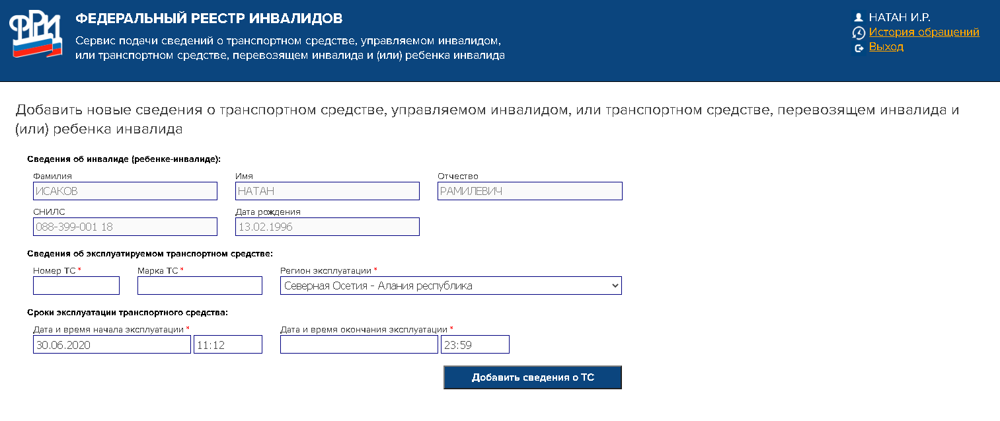 ФРИ
ФЕДЕРАЛЬНЫЙ РЕЕСТР ИНВАЛИДОВ
Сервис подачи сведений о транспортном средстве, управляемом инвалидом,
или транспортном средстве, перевозящем инвалида и (или) ребенка инвалида
НАТАН И.Р.
История обращений
Выход
Добавить новые сведения о транспортном средстве, управляемом инвалидом, или транспортном средстве, перевозящем инвалида и
(или) ребенка инвалида
Сведения об инвалиде (ребенке-инвалиде):
Фамилия Имя Отчество
ИСАКОВ НАТАН РАМИЛЕВИЧ
СНИЛС Дата рождения
088-399-001 18 13.02.1996
Сведения об эксплуатируемом транспортном средстве:
Номер ТС * Марка ТС * Регион эксплуатации *
Северная Осетия - Алания республика
Сроки эксплуатации транспортного средства:
Дата и время начала эксплуатации * Дата и время окончания эксплуатации *
30.06.2020 11:12 23:59
Добавить сведения о ТС